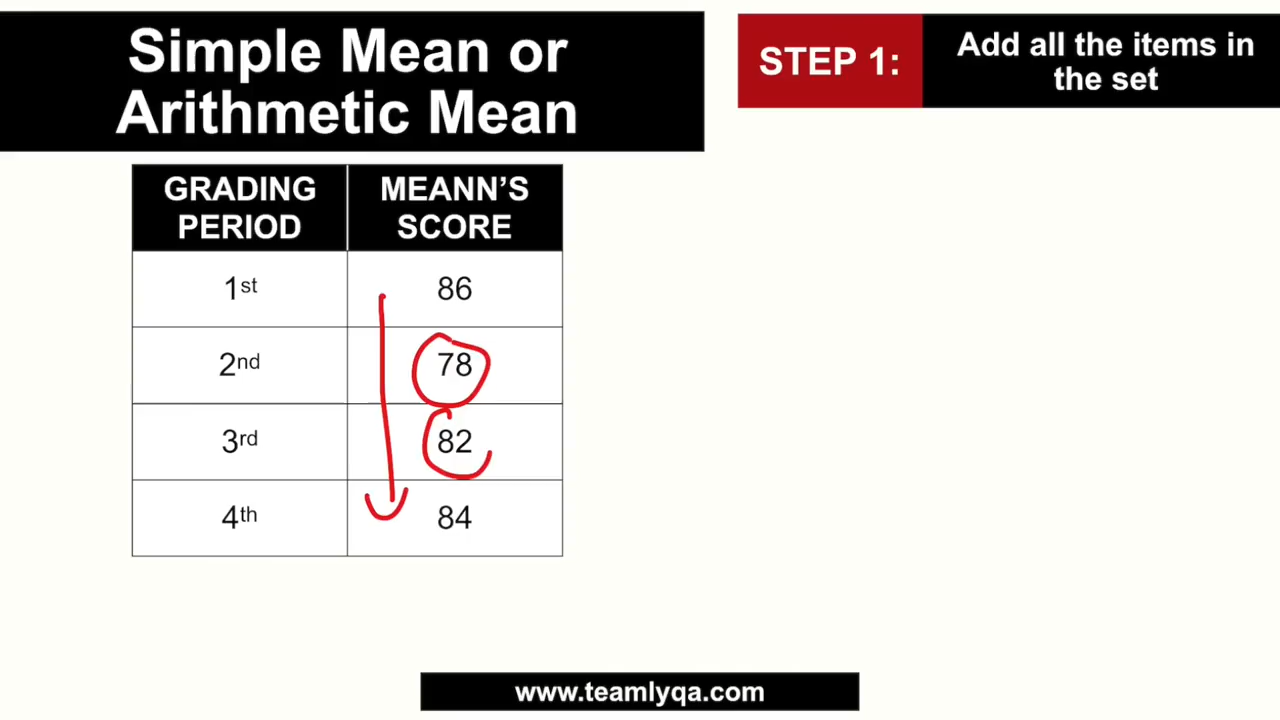 Simple Mean or
Arithmetic Mean
STEP 1:
Add all the items in
the set
GRADING
PERIOD
MEANN’S
SCORE
1st
86
2nd
78
3rd
82
4th
84
www.teamlyqa.com